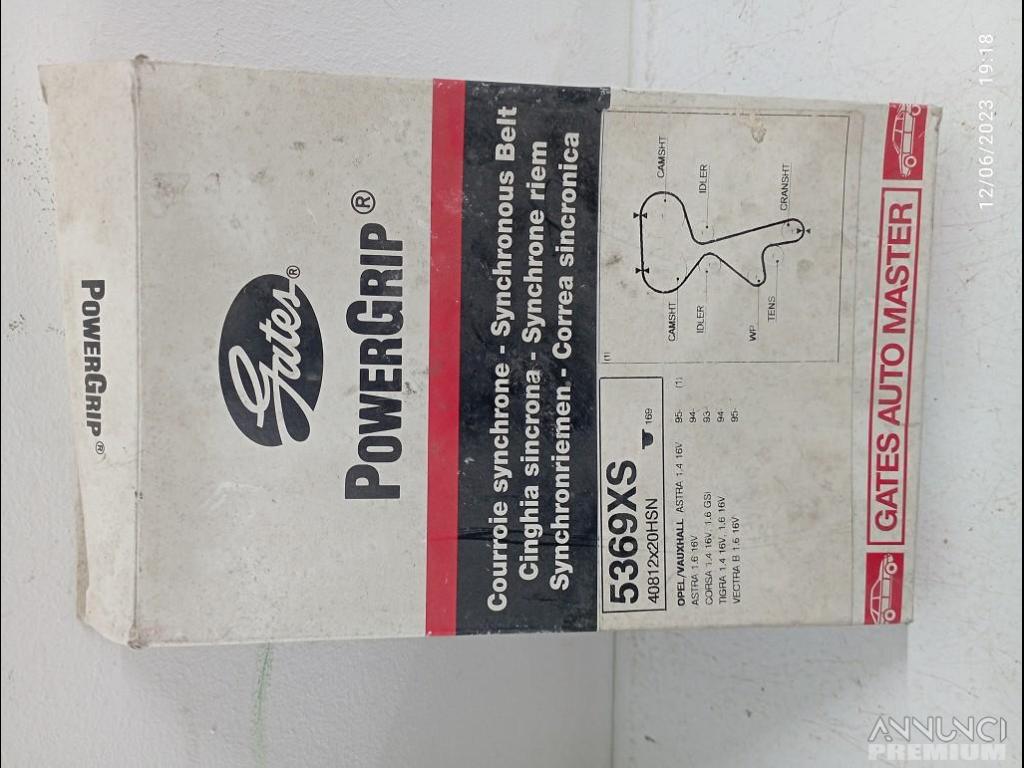 POWERGRIP®
Gates®
POWERGRIP®
Courroie synchrone - Synchronous Belt
Cinghia sincrona - Synchrone riem
Synchronriemen - Correa sincronica
5369XS
40812x20HSN
169
OPEL/VAUXHALL ASTRA 1.4 16V 95- (1)
ASTRA 1.6 16V 94-
CORSA 1.4 16V, 1.6 GSI 93-
TIGRA 1.4 16V, 1.6 16V 94-
VECTRA B 1.6 16V 95-
(1)
CAMSHT
CAMSHT
IDLER
IDLER
WP
TENS
CRANSHT
GATES AUTO MASTER
12/06/2023 19:18
ANNUNCI
PREMIUM